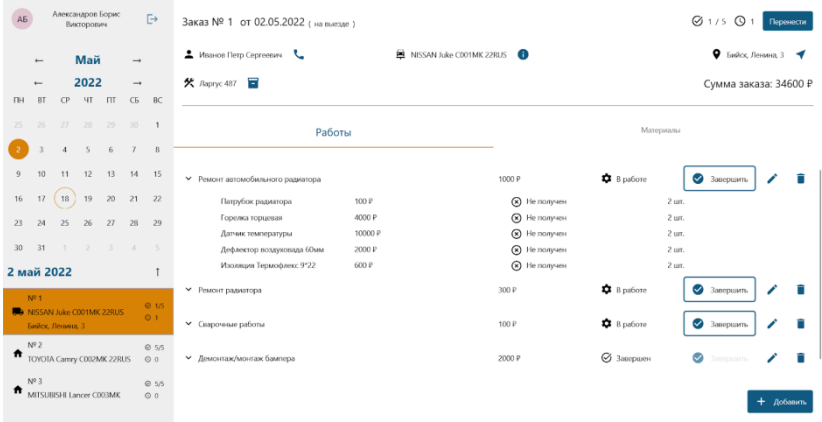 АБ
Александров Борис
Викторович
← Май →
← 2022 →
ПН ВТ СР ЧТ ПТ СБ ВС
25 26 27 28 29 30 1
2 3 4 5 6 7 8
9 10 11 12 13 14 15
16 17 18 19 20 21 22
23 24 25 26 27 28 29
30 31 1 2 3 4 5
2 май 2022 ↑
№ 1
NISSAN Juke C001MK 22RUS 1/5
Бийск, Ленина, 3 1
№ 2 5/5
TOYOTA Camry C002MK 22RUS 0
№ 3 5/5
MITSUBISHI Lancer C003MK 0
Заказ № 1 от 02.05.2022 ( на выезде ) 1 / 5 1 Перенести
Иванов Петр Сергеевич NISSAN Juke C001MK 22RUS Бийск, Ленина, 3
Ларгус 487 Сумма заказа: 34600 ₽
Работы Материалы
Ремонт автомобильного радиатора 1000 ₽ В работе Завершить
Патрубок радиатора 100 ₽ Не получен 2 шт.
Горелка торцевая 4000 ₽ Не получен 2 шт.
Датчик температуры 10000 ₽ Не получен 2 шт.
Дефлектор воздуховада 60мм 2000 ₽ Не получен 2 шт.
Изоляция Термофлекс 9*22 600 ₽ Не получен 2 шт.
Ремонт радиатора 300 ₽ В работе Завершить
Сварочные работы 100 ₽ В работе Завершить
Демонтаж/монтаж бампера 2000 ₽ Завершен Завершить
+ Добавить